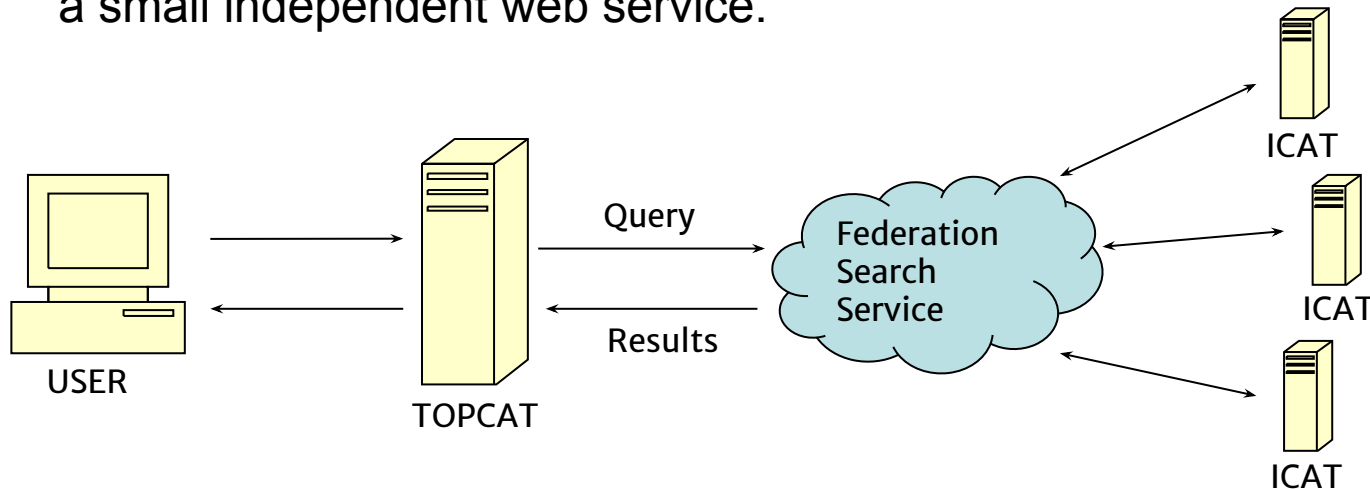 a small independent web service.
ICAT
Query
Federation
Search
Service
ICAT
Results
USER
TOPCAT
ICAT